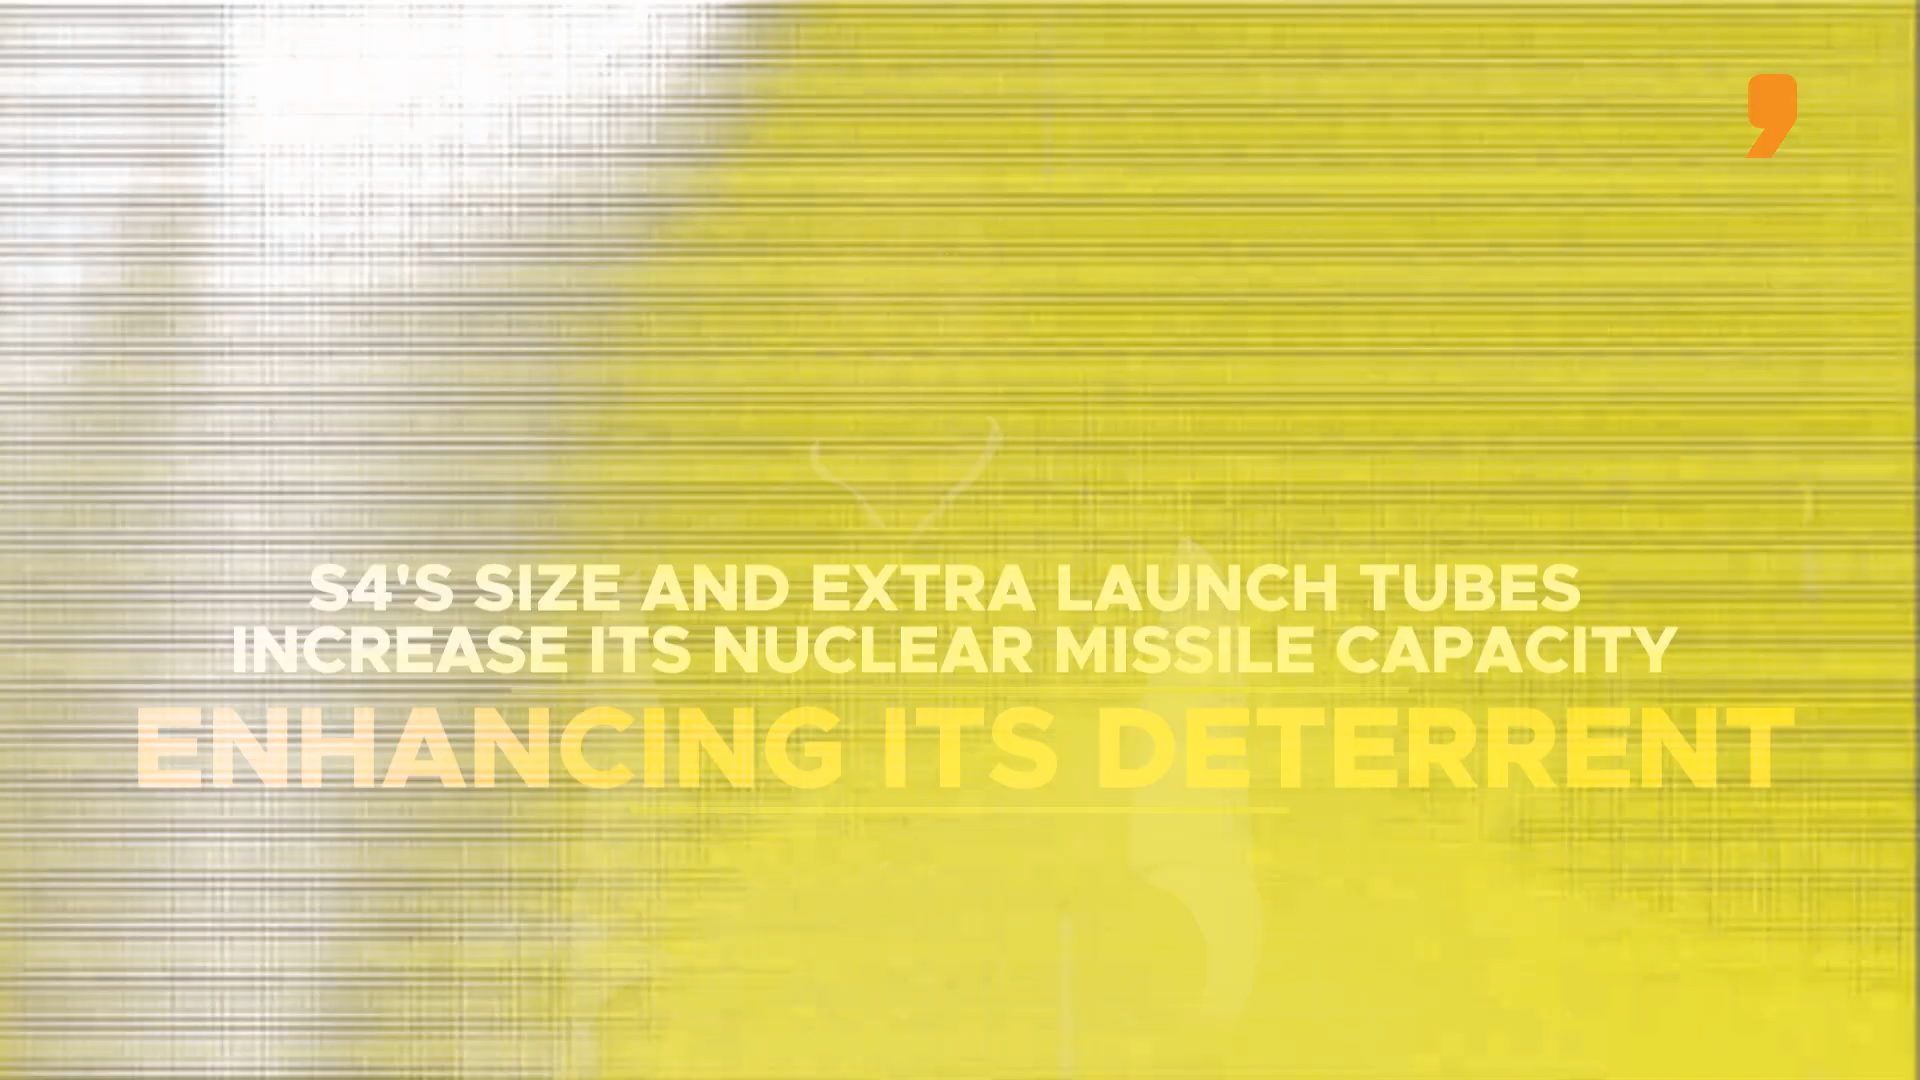 S4'S SIZE AND EXTRA LAUNCH TUBES
INCREASE ITS NUCLEAR MISSILE CAPACITY
ENHANCING ITS DETERRENT